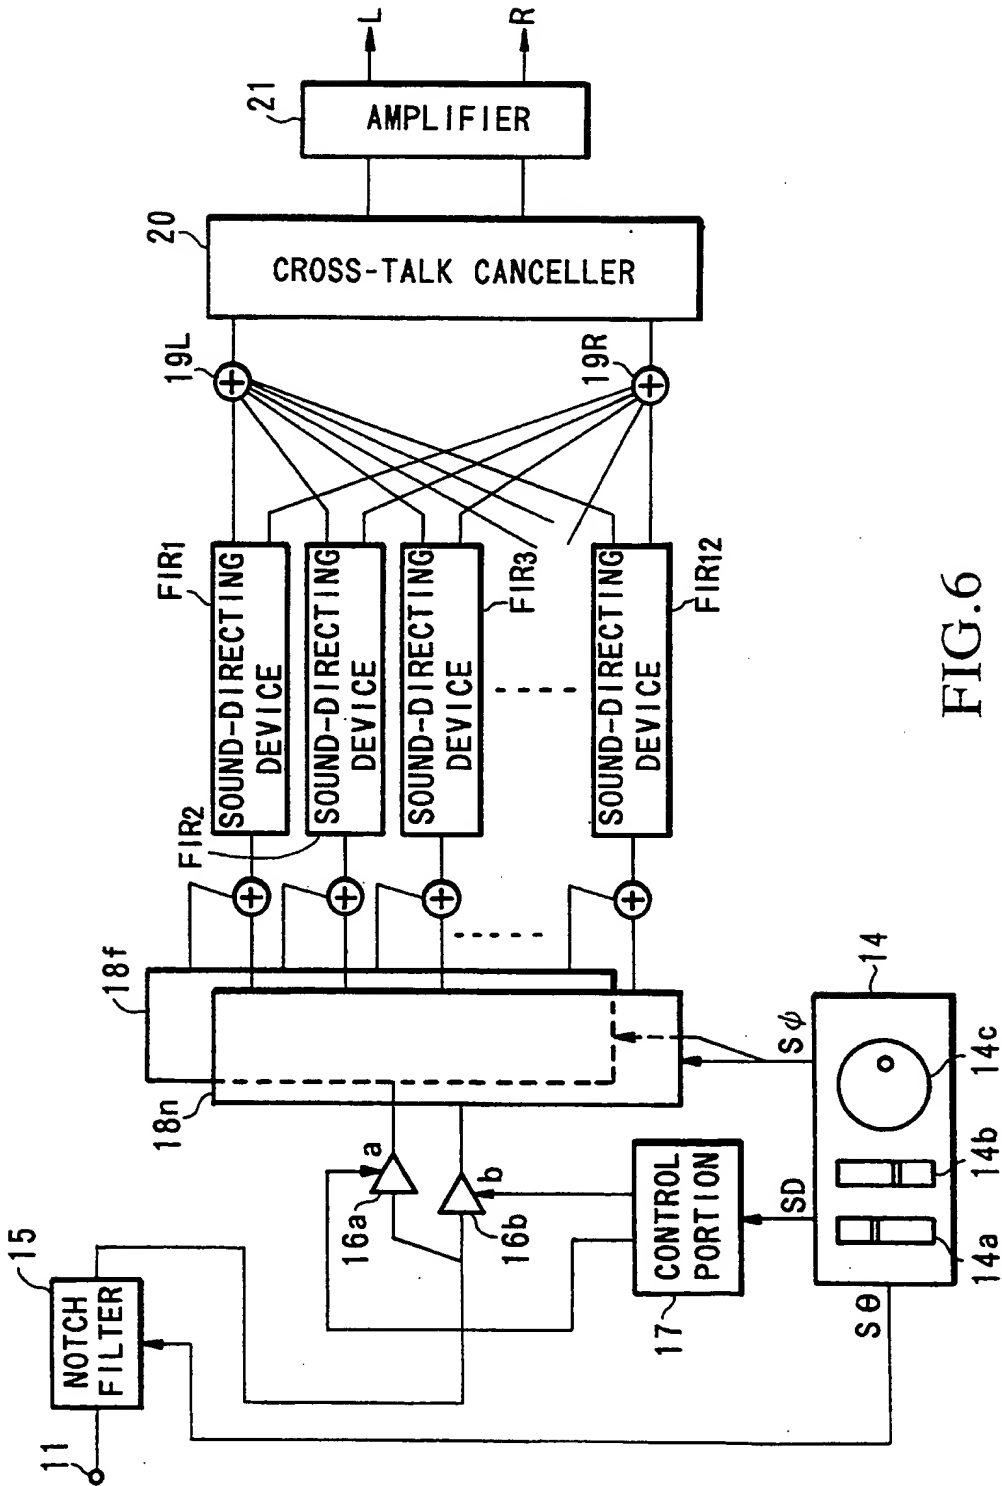 11
15
NOTCH
FILTER
16a
a
16b
b
17
CONTROL
PORTION
Sθ
SD
Sφ
14
14a
14b
14c
18n
18f
FIR1
SOUND-DIRECTING
DEVICE
FIR2
SOUND-DIRECTING
DEVICE
FIR3
SOUND-DIRECTING
DEVICE
FIR12
SOUND-DIRECTING
DEVICE
19L
19R
20
CROSS-TALK CANCELLER
21
AMPLIFIER
L
R
FIG.6